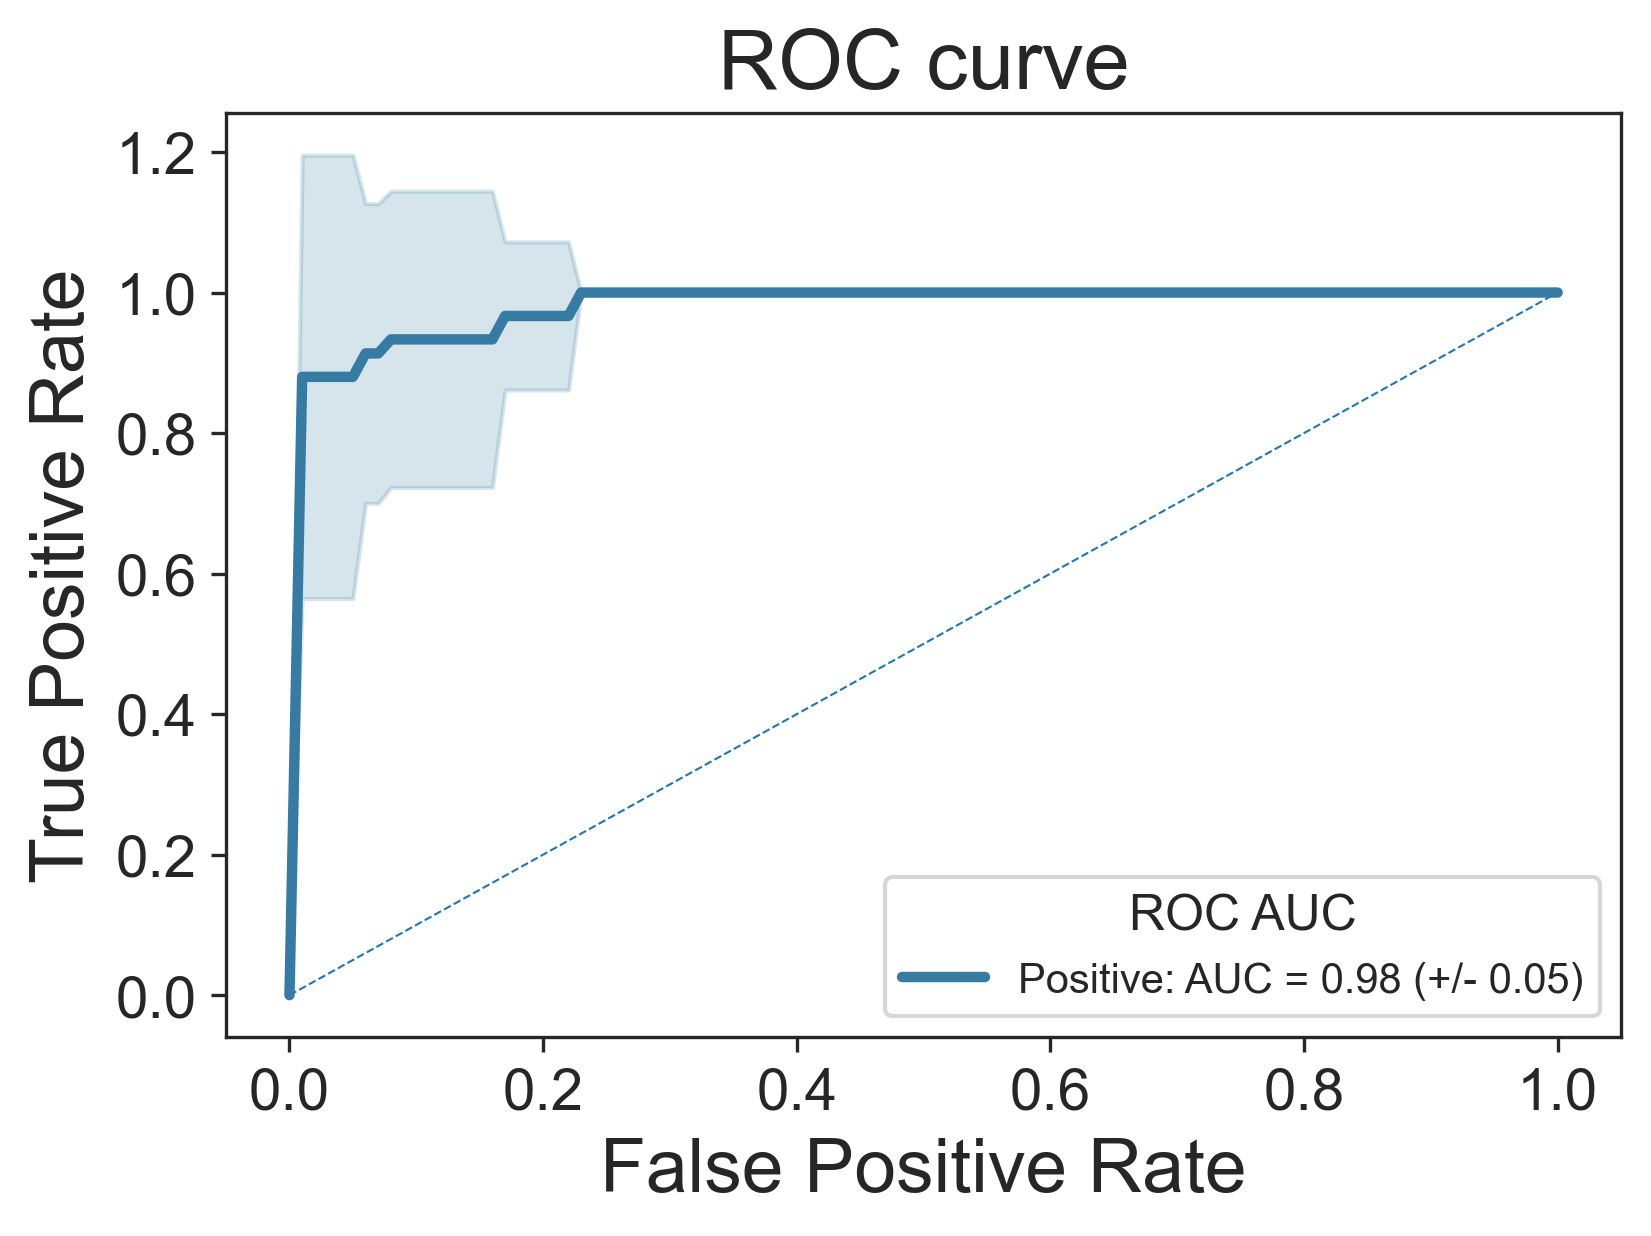 ROC curve
True Positive Rate
1.2
1.0
0.8
0.6
0.4
0.2
0.0
ROC AUC
Positive: AUC = 0.98 (+/- 0.05)
0.0 0.2 0.4 0.6 0.8 1.0
False Positive Rate